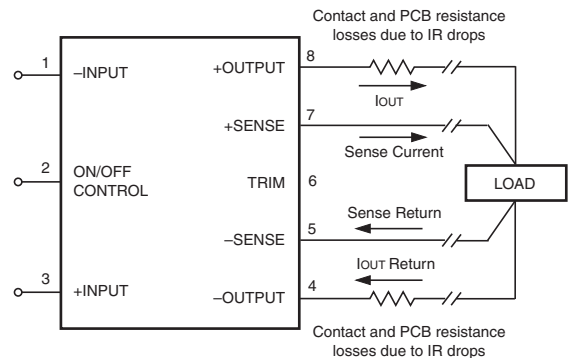 Contact and PCB resistance
losses due to IR drops
1
–INPUT
+OUTPUT
8
IOUT
7
+SENSE
Sense Current
2
ON/OFF
CONTROL
TRIM
6
LOAD
Sense Return
5
–SENSE
IOUT Return
3
+INPUT
4
–OUTPUT
Contact and PCB resistance
losses due to IR drops